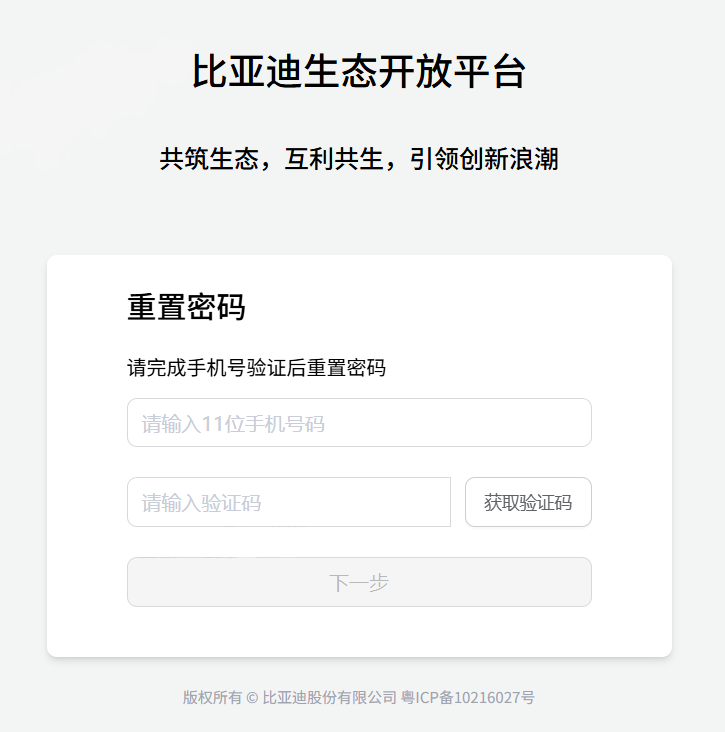 比亚迪生态开放平台
共筑生态，互利共生，引领创新浪潮
重置密码
请完成手机号验证后重置密码
请输入11位手机号码
请输入验证码
获取验证码
下一步
版权所有 © 比亚迪股份有限公司 粤ICP备10216027号